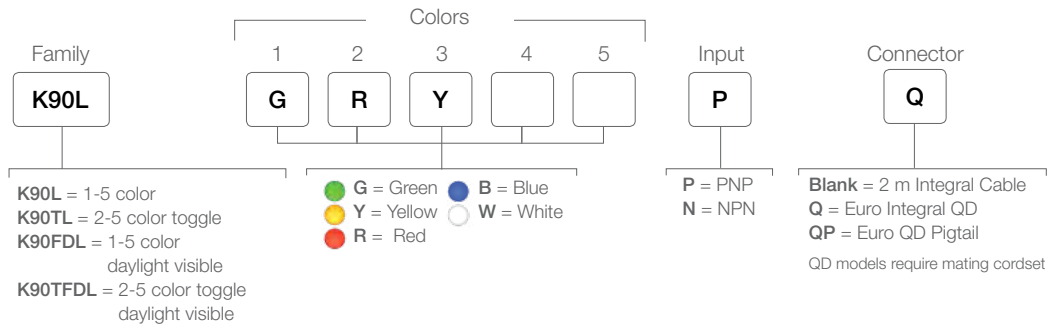 Colors
Family 1 2 3 4 5 Input Connector
K90L G R Y P Q
K90L = 1-5 color
K90TL = 2-5 color toggle
K90FDL = 1-5 color
daylight visible
K90TFDL = 2-5 color toggle
daylight visible
G = Green B = Blue
Y = Yellow W = White
R = Red
P = PNP
N = NPN
Blank = 2 m Integral Cable
Q = Euro Integral QD
QP = Euro QD Pigtail
QD models require mating cordset